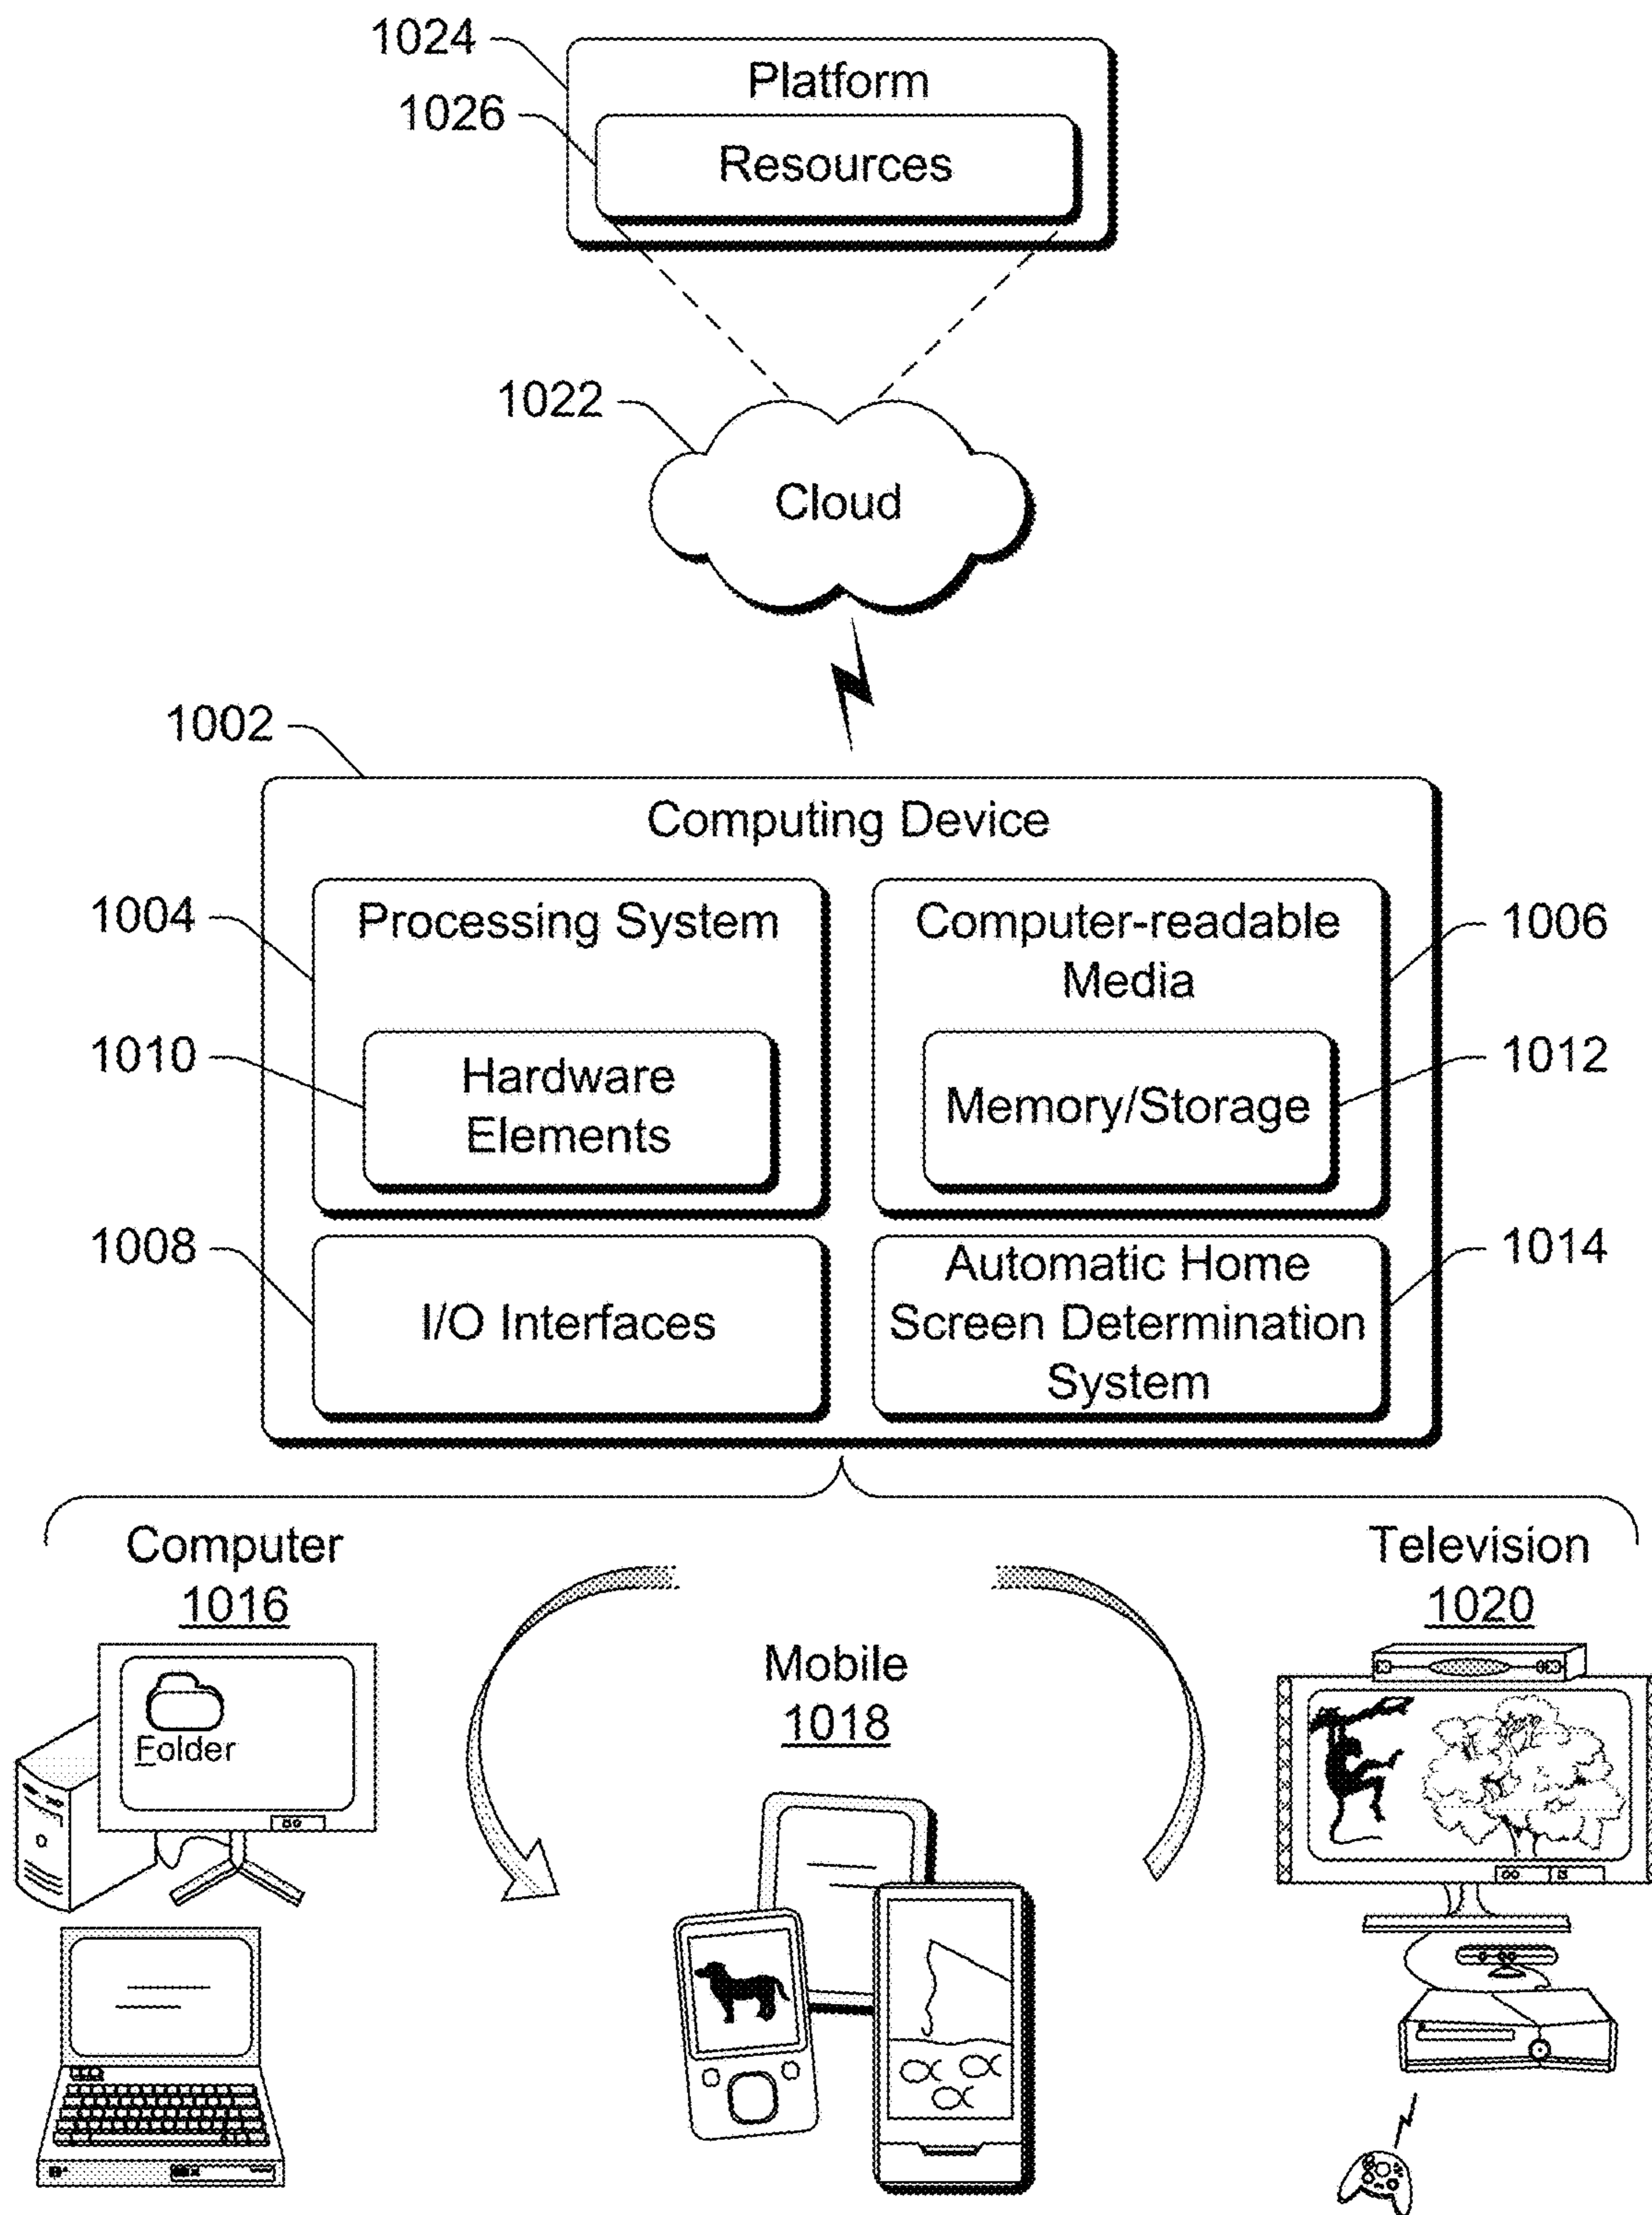 1024
Platform
1026
Resources
1022
Cloud
1002
Computing Device
1004
Processing System
Computer-readable
Media
1006
1010
Hardware
Elements
Memory/Storage
1012
1008
I/O Interfaces
Automatic Home
Screen Determination
System
1014
Computer
1016
Folder
Mobile
1018
Television
1020